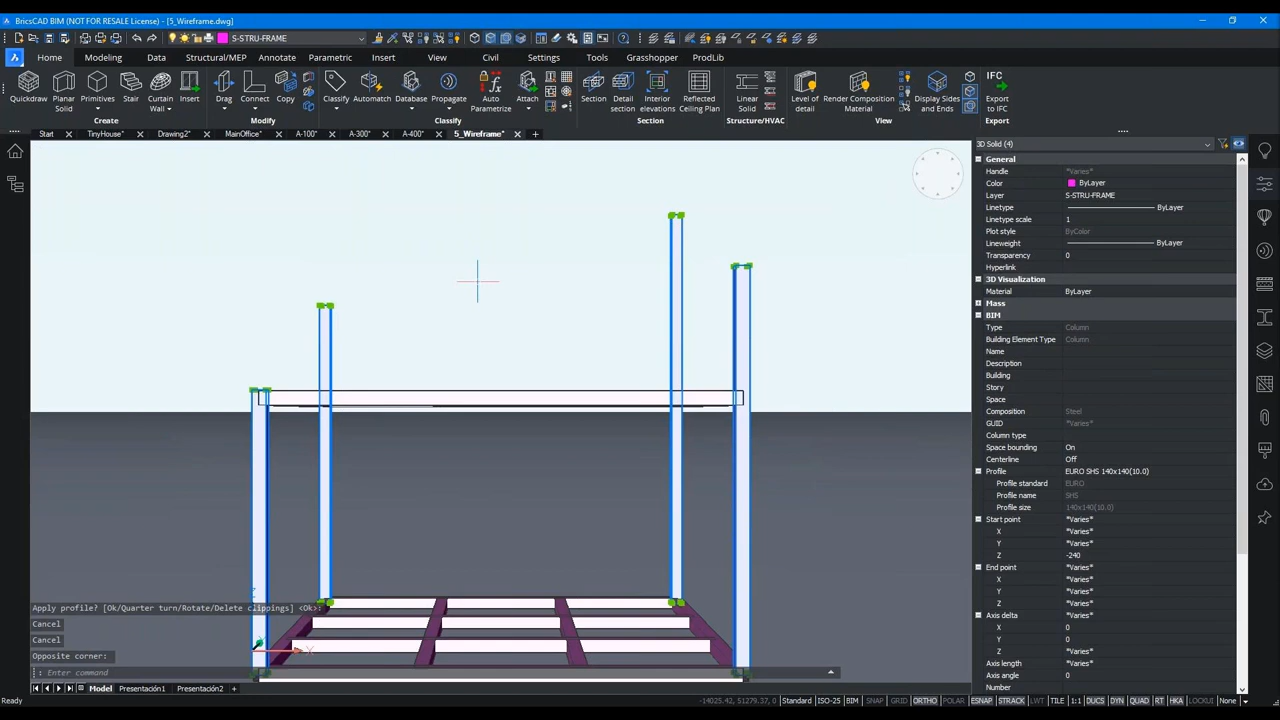 BricsCAD BIM (NOT FOR RESALE License) - [5_Wireframe.dwg]
S-STRU-FRAME
Home Modeling Data Structural/MEP Annotate Parametric Insert View Civil Settings Tools Grasshopper ProdLib
Quickdraw Planar Solid Primitives Stair Curtain Wall Insert Drag Connect Copy Classify Automatch Database Propagate Auto Parametrize Attach Section Detail section Interior elevations Reflected Ceiling Plan Linear Solid Level of detail Render Composition Material Display Sides and Ends IFC Export to IFC
Create Modify Classify Section Structure/HVAC View Export
Start TinyHouse* Drawing2* MainOffice* A-100* A-300* A-400* 5_Wireframe*
3D Solid (4)
General
Handle *Varies*
Color ByLayer
Layer S-STRU-FRAME
Linetype ByLayer
Linetype scale 1
Plot style ByColor
Lineweight ByLayer
Transparency 0
Hyperlink
3D Visualization
Material ByLayer
Mass
BIM
Type Column
Building Element Type Column
Name
Description
Building
Story
Space
Composition Steel
GUID *Varies*
Column type
Space bounding On
Centerline Off
Profile EURO SHS 140x140(10.0)
Profile standard EURO
Profile name SHS
Profile size 140x140(10.0)
Start point *Varies*
X *Varies*
Y *Varies*
Z -240
End point *Varies*
X *Varies*
Y *Varies*
Z *Varies*
Axis delta *Varies*
X 0
Y 0
Z *Varies*
Axis length *Varies*
Axis angle 0
Number
Z
X
Apply profile? [Ok/Quarter turn/Rotate/Delete clippings] <Ok>:
Cancel
Cancel
Opposite corner:
: Enter command
Model Presentación1 Presentación2 +
Ready -14025.42, 51279.37, 0 Standard ISO-25 BIM SNAP GRID ORTHO POLAR ESNAP STRACK LWT TILE 1:1 DUCS DYN QUAD RT HKA LOCKUI None